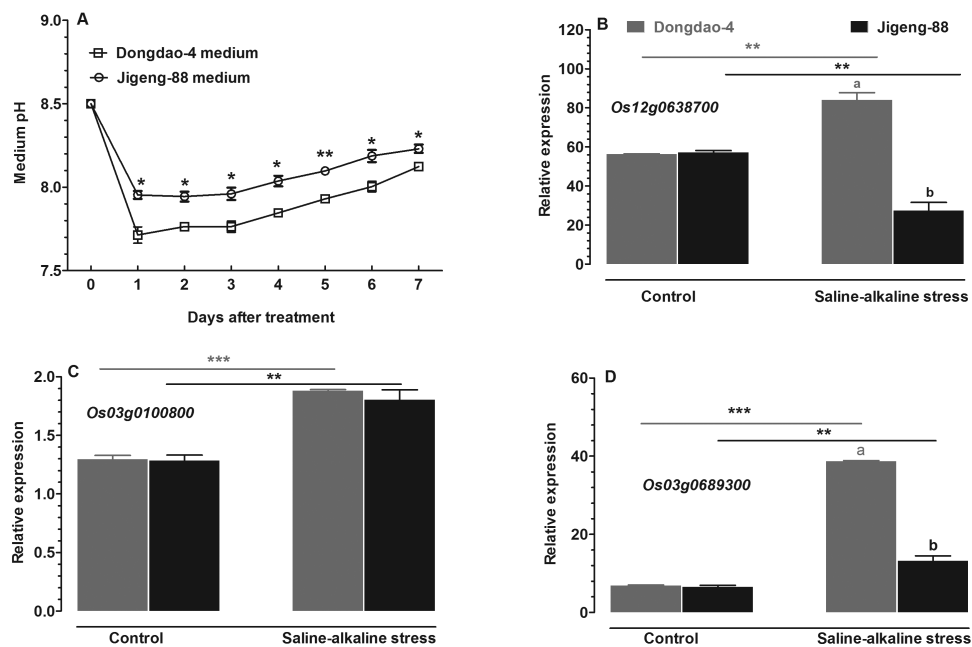 A
Dongdao-4 medium
Jigeng-88 medium
Medium pH
9.0
8.5
8.0
7.5
* * * * ** * *
0 1 2 3 4 5 6 7
Days after treatment
B
Dongdao-4 Jigeng-88
**
**
Os12g0638700
Relative expression
120
100
80
60
40
20
0
a
b
Control Saline-alkaline stress
C
***
**
Os03g0100800
Relative expression
2.0
1.5
1.0
0.5
0.0
Control Saline-alkaline stress
D
***
**
Os03g0689300
Relative expression
60
40
20
0
a
b
Control Saline-alkaline stress